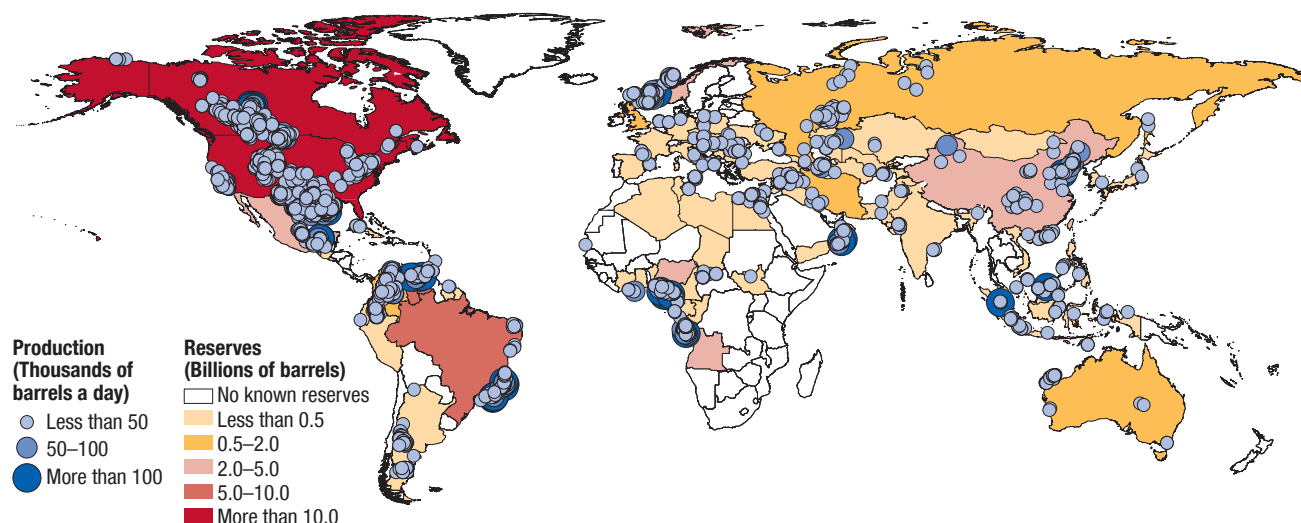 Production
(Thousands of
barrels a day)
Less than 50
50–100
More than 100
Reserves
(Billions of barrels)
No known reserves
Less than 0.5
0.5–2.0
2.0–5.0
5.0–10.0
More than 10.0